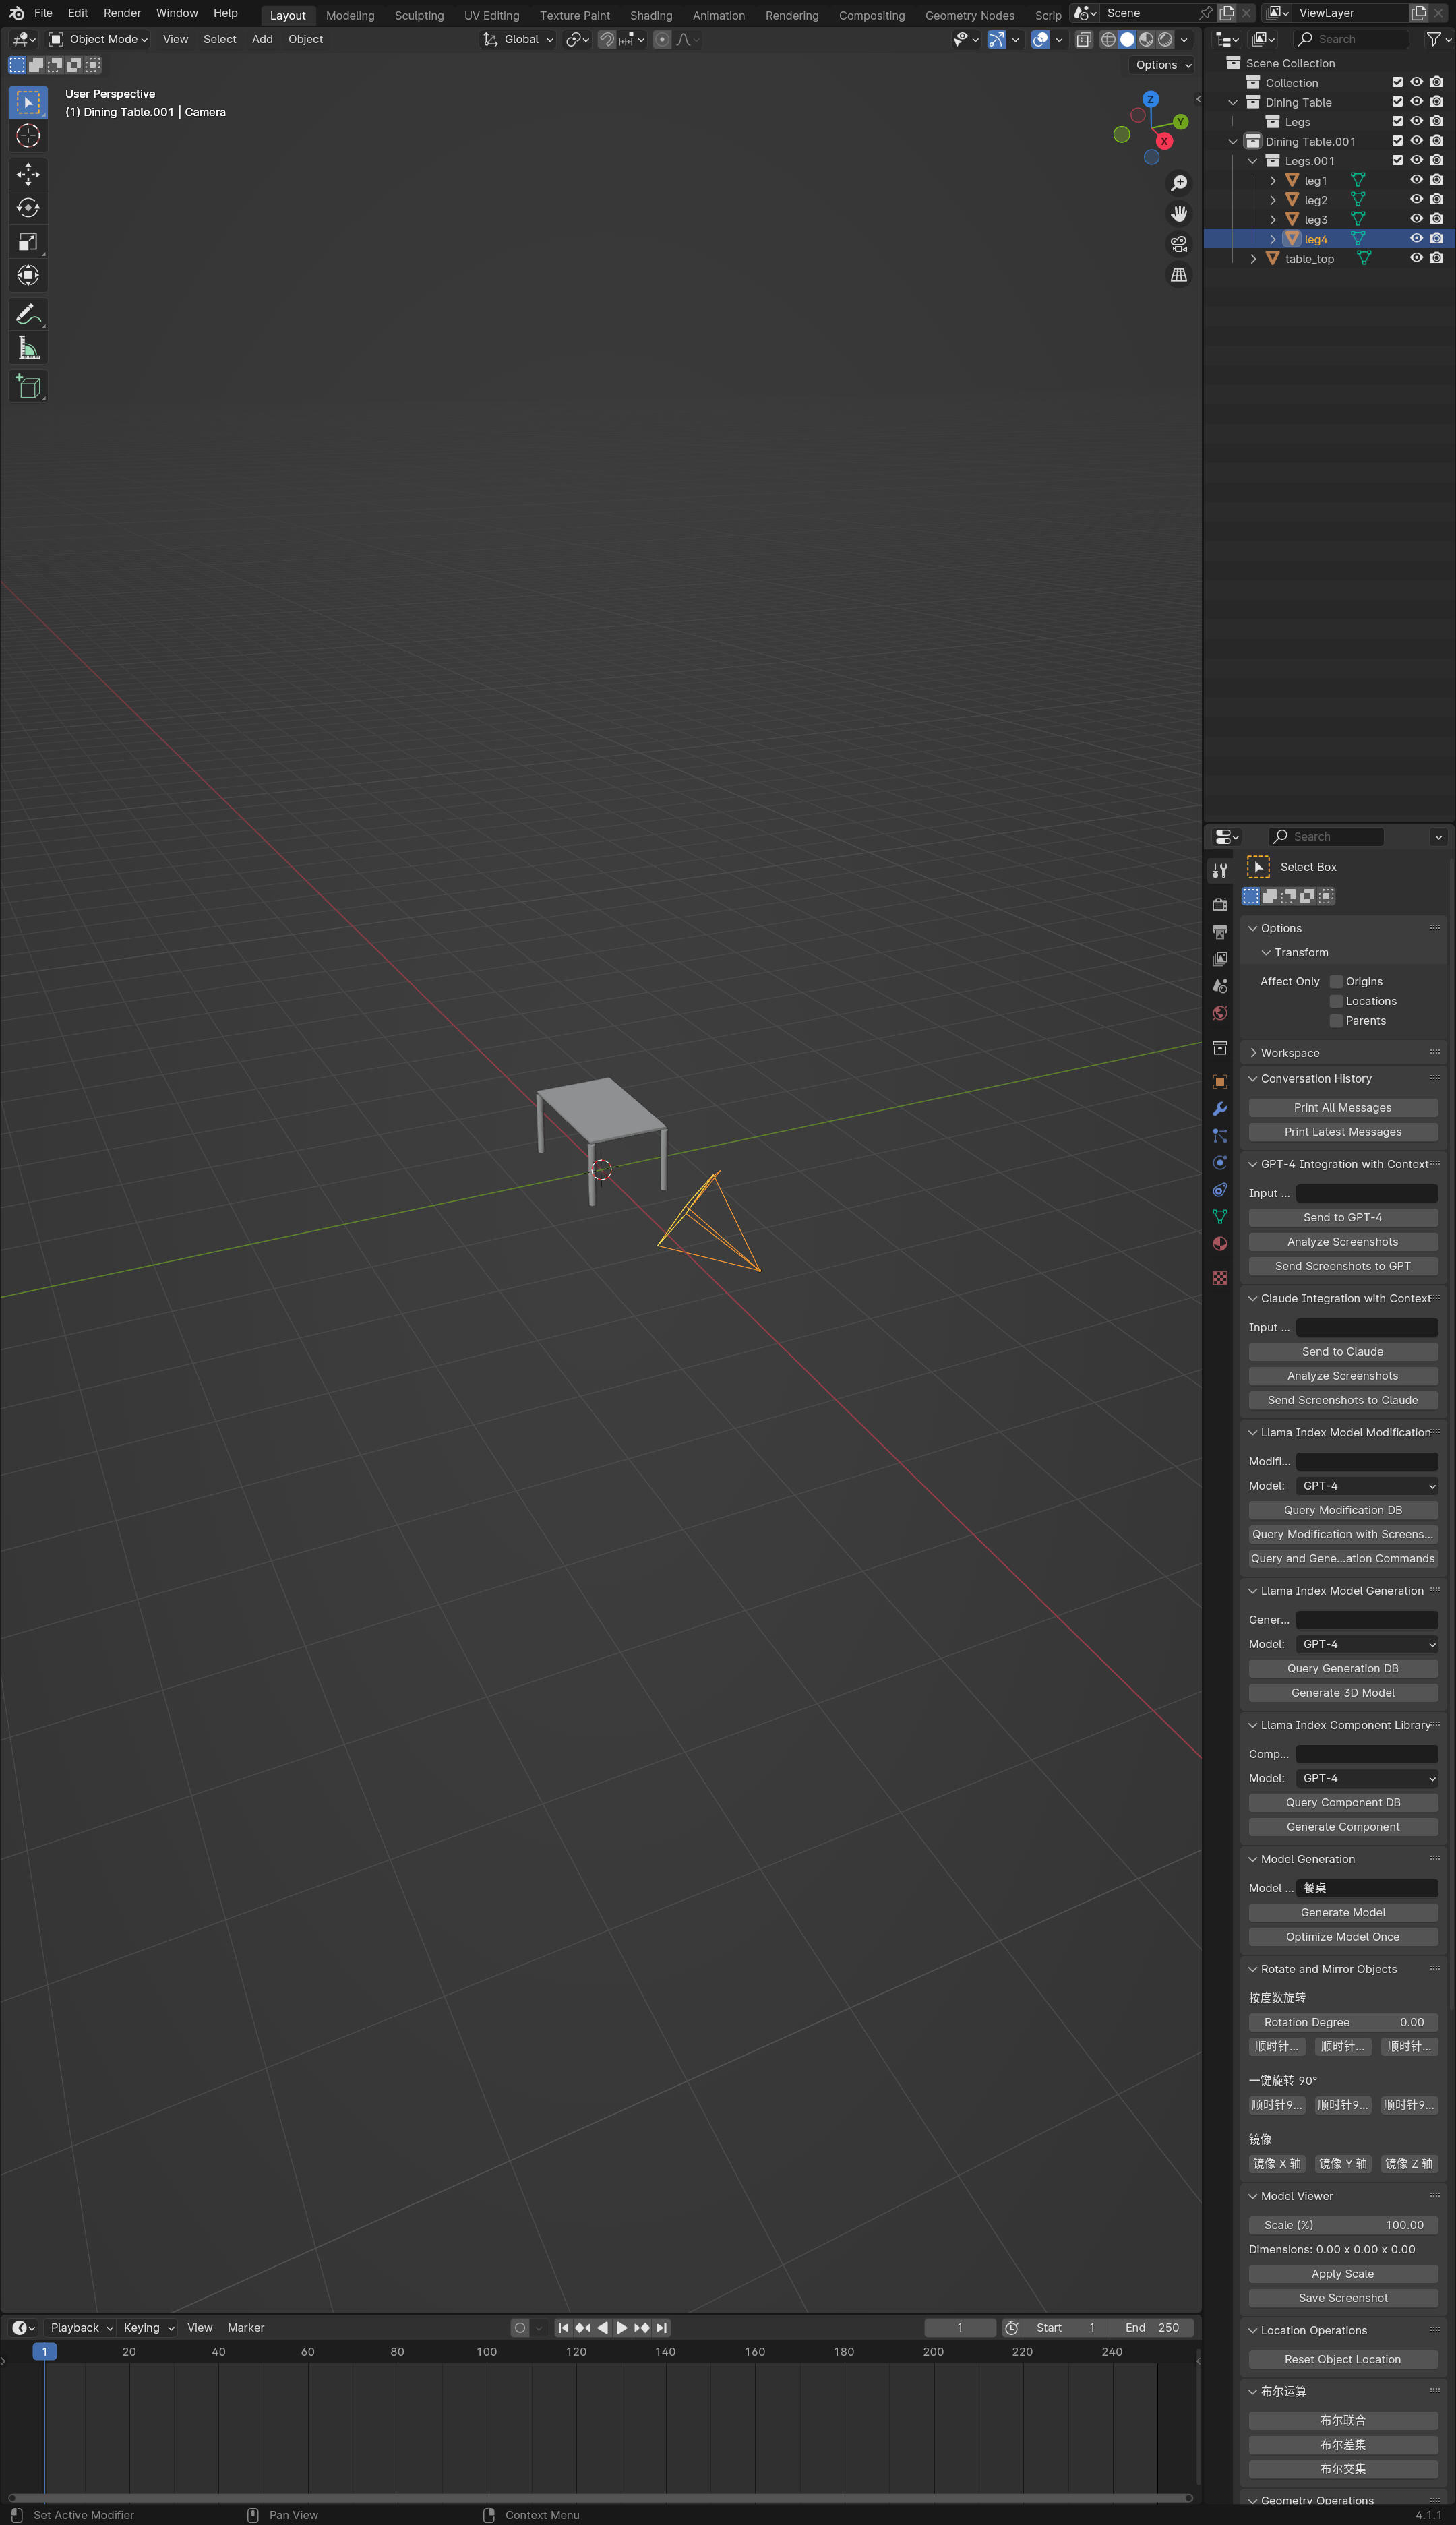 File Edit Render Window Help Layout Modeling Sculpting UV Editing Texture Paint Shading Animation Rendering Compositing Geometry Nodes Scrip Scene ViewLayer
Object Mode View Select Add Object Global Search
Options
User Perspective
(1) Dining Table.001 | Camera
Z
Y
X
Scene Collection
Collection
Dining Table
Legs
Dining Table.001
Legs.001
leg1
leg2
leg3
leg4
table_top
Search
Select Box
Options
Transform
Affect Only Origins
Locations
Parents
Workspace
Conversation History
Print All Messages
Print Latest Messages
GPT-4 Integration with Context
Input ...
Send to GPT-4
Analyze Screenshots
Send Screenshots to GPT
Claude Integration with Context
Input ...
Send to Claude
Analyze Screenshots
Send Screenshots to Claude
Llama Index Model Modification
Modifi...
Model: GPT-4
Query Modification DB
Query Modification with Screens...
Query and Gene...ation Commands
Llama Index Model Generation
Gener...
Model: GPT-4
Query Generation DB
Generate 3D Model
Llama Index Component Library
Comp...
Model: GPT-4
Query Component DB
Generate Component
Model Generation
Model ... 餐桌
Generate Model
Optimize Model Once
Rotate and Mirror Objects
按度数旋转
Rotation Degree 0.00
顺时针... 顺时针... 顺时针...
一键旋转 90°
顺时针9... 顺时针9... 顺时针9...
镜像
镜像 X 轴 镜像 Y 轴 镜像 Z 轴
Model Viewer
Scale (%) 100.00
Dimensions: 0.00 x 0.00 x 0.00
Apply Scale
Save Screenshot
Location Operations
Reset Object Location
布尔运算
布尔联合
布尔差集
布尔交集
Geometry Operations
Playback Keying View Marker 1 Start 1 End 250
1 20 40 60 80 100 120 140 160 180 200 220 240
Set Active Modifier Pan View Context Menu 4.1.1